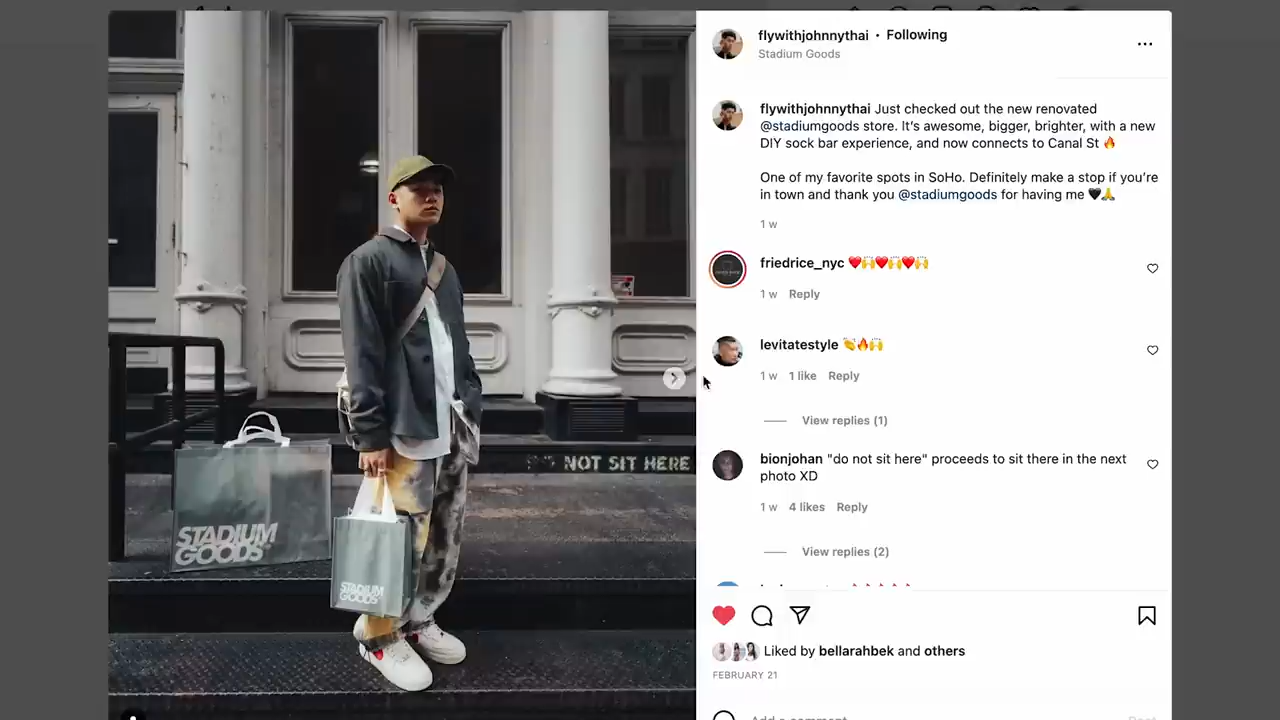 flywithjohnnythai • Following
Stadium Goods
flywithjohnnythai Just checked out the new renovated
@stadiumgoods store. It's awesome, bigger, brighter, with a new
DIY sock bar experience, and now connects to Canal St 🔥
One of my favorite spots in SoHo. Definitely make a stop if you're
in town and thank you @stadiumgoods for having me 🖤🙏
1 w
friedrice_nyc ❤️🙌❤️🙌❤️🙌
1 w Reply
levitatestyle 👏🔥🙌
1 w 1 like Reply
View replies (1)
bionjohan "do not sit here" proceeds to sit there in the next
photo XD
1 w 4 likes Reply
View replies (2)
Liked by bellarahbek and others
FEBRUARY 21
NOT SIT HERE
STADIUM
GOODS
STADIUM
GOODS